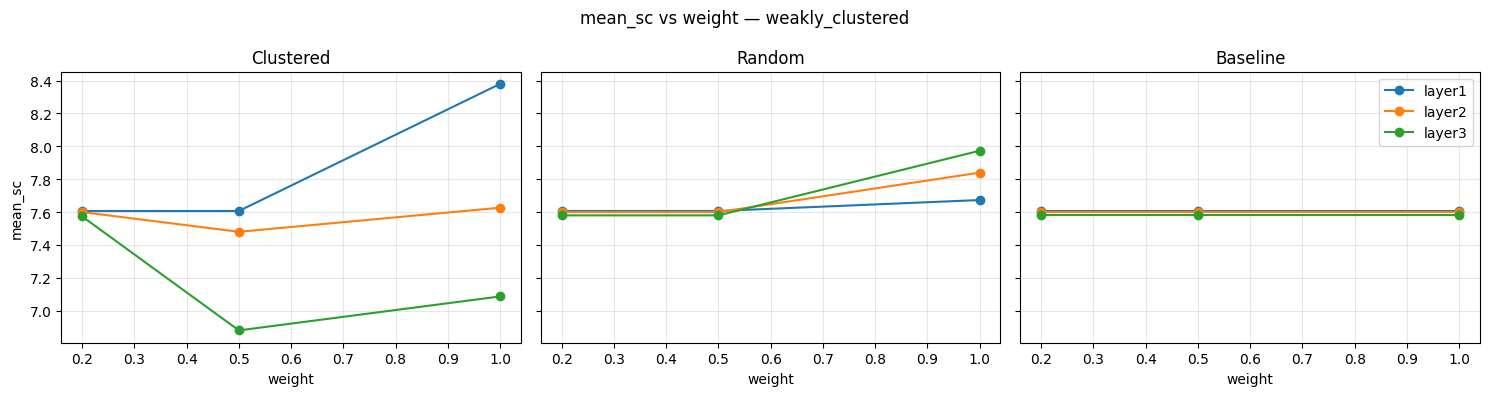 mean_sc vs weight — weakly_clustered
Clustered
Random
Baseline
mean_sc
8.4
8.2
8.0
7.8
7.6
7.4
7.2
7.0
0.2 0.3 0.4 0.5 0.6 0.7 0.8 0.9 1.0
weight
0.2 0.3 0.4 0.5 0.6 0.7 0.8 0.9 1.0
weight
layer1
layer2
layer3
0.2 0.3 0.4 0.5 0.6 0.7 0.8 0.9 1.0
weight